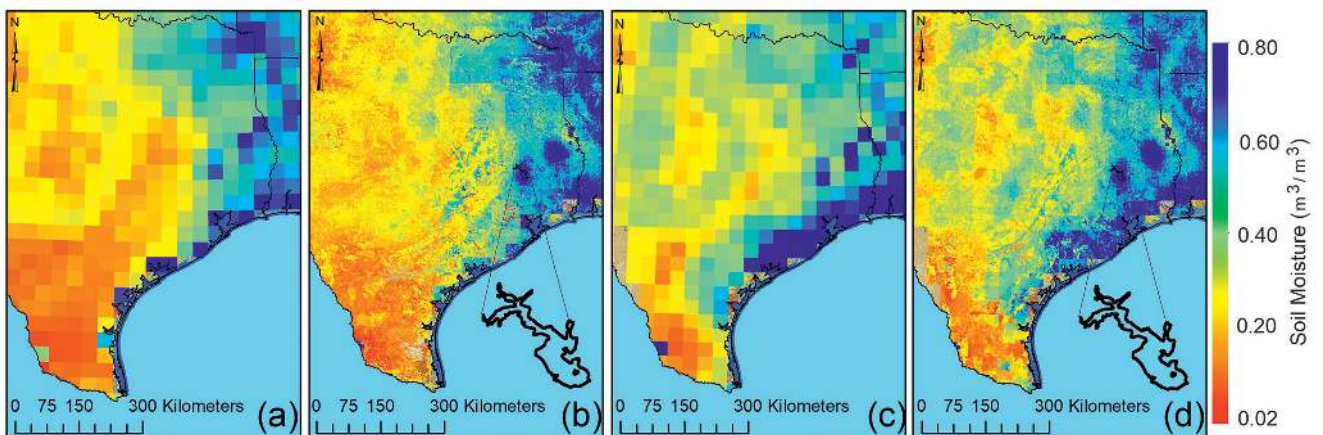 N
N
N
N
0.80
0.60
0.40
0.20
0.02
Soil Moisture (m³/m³)
0 75 150 300 Kilometers (a)
0 75 150 300 Kilometers (b)
0 75 150 300 Kilometers (c)
0 75 150 300 Kilometers (d)